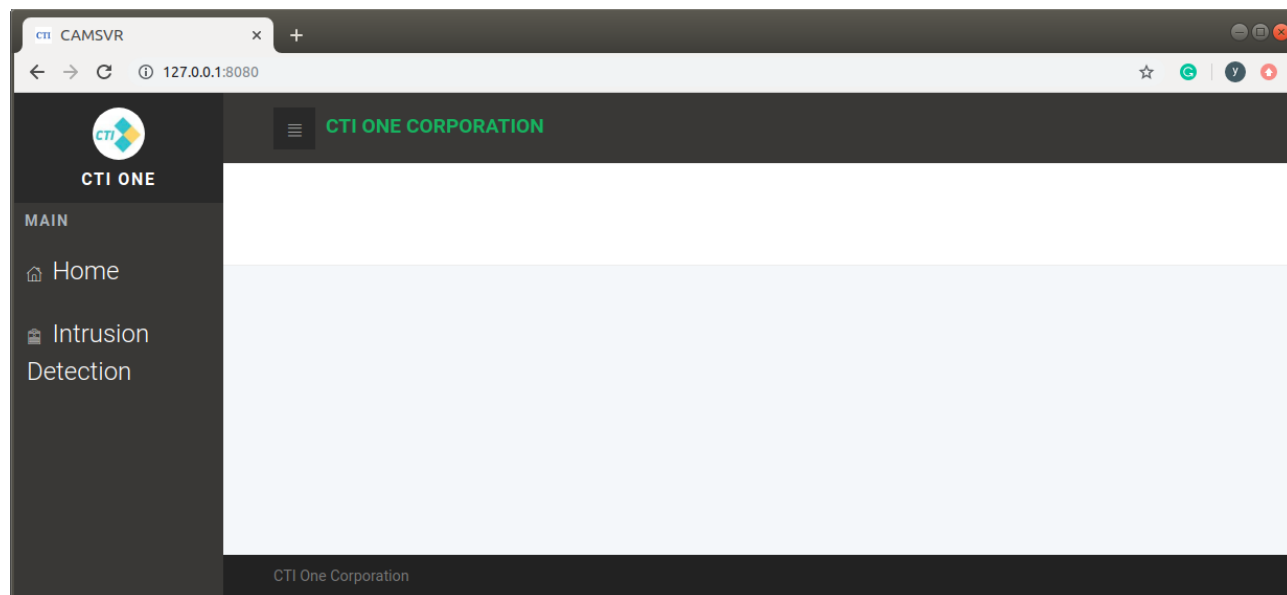 CTI CAMSVR
127.0.0.1:8080
y
CTI
CTI ONE
CTI ONE CORPORATION
MAIN
Home
Intrusion
Detection
CTI One Corporation